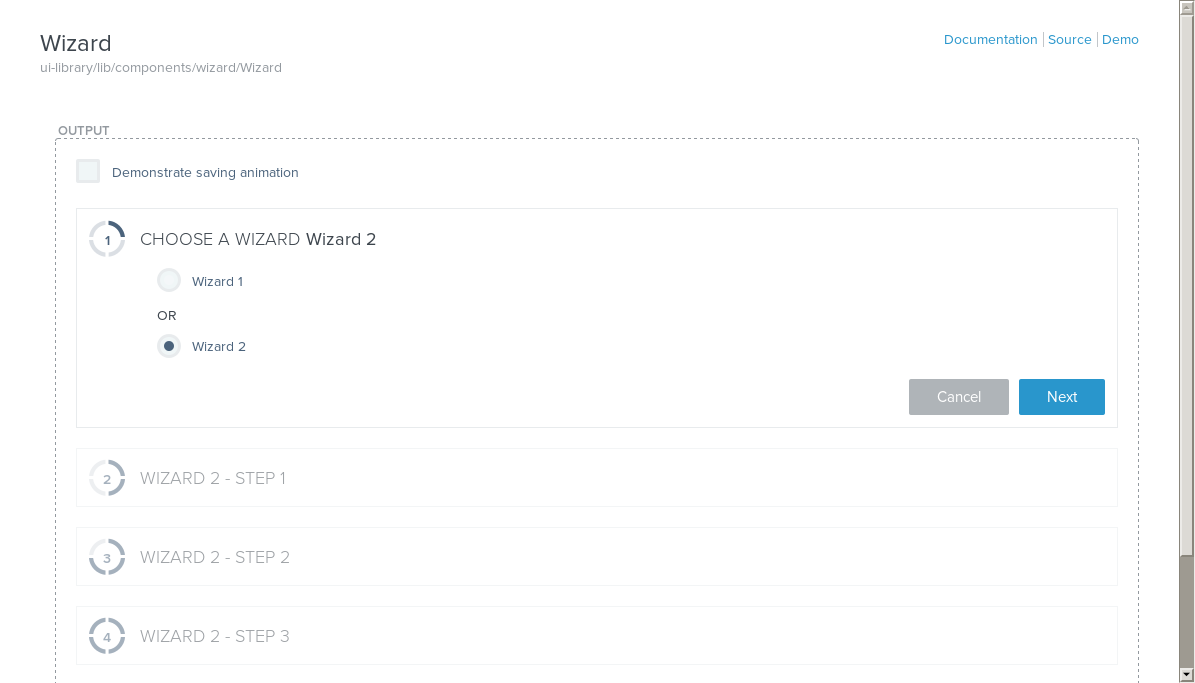 Wizard
Documentation Source Demo
ui-library/lib/components/wizard/Wizard
OUTPUT
Demonstrate saving animation
1 CHOOSE A WIZARD Wizard 2
Wizard 1
OR
Wizard 2
Cancel Next
2 WIZARD 2 - STEP 1
3 WIZARD 2 - STEP 2
4 WIZARD 2 - STEP 3